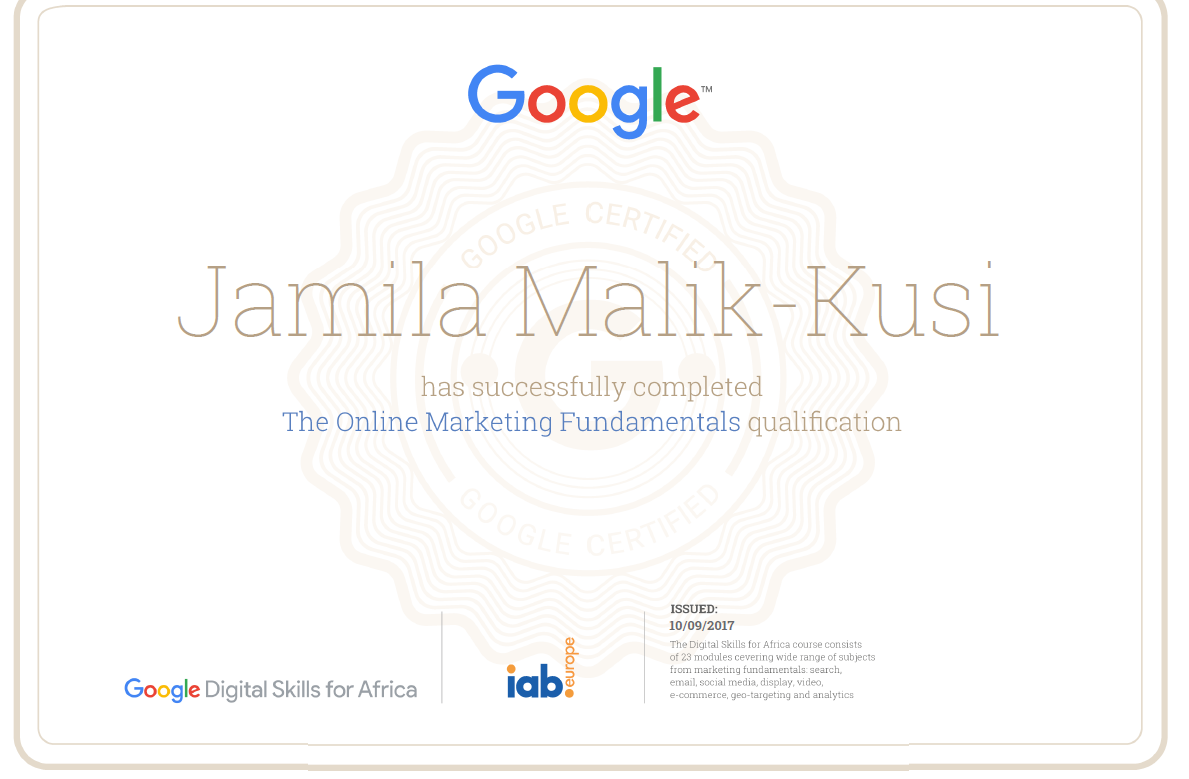 Google™
GOOGLE CERTIFIED
Jamila Malik-Kusi
has successfully completed
The Online Marketing Fundamentals qualification
GOOGLE CERTIFIED
Google Digital Skills for Africa
iab europe
ISSUED:
10/09/2017
The Digital Skills for Africa course consists
of 23 modules cevering wide range of subjects
from marketing fundamentals: search,
email, social media, display, video,
e-commerce, geo-targeting and analytics